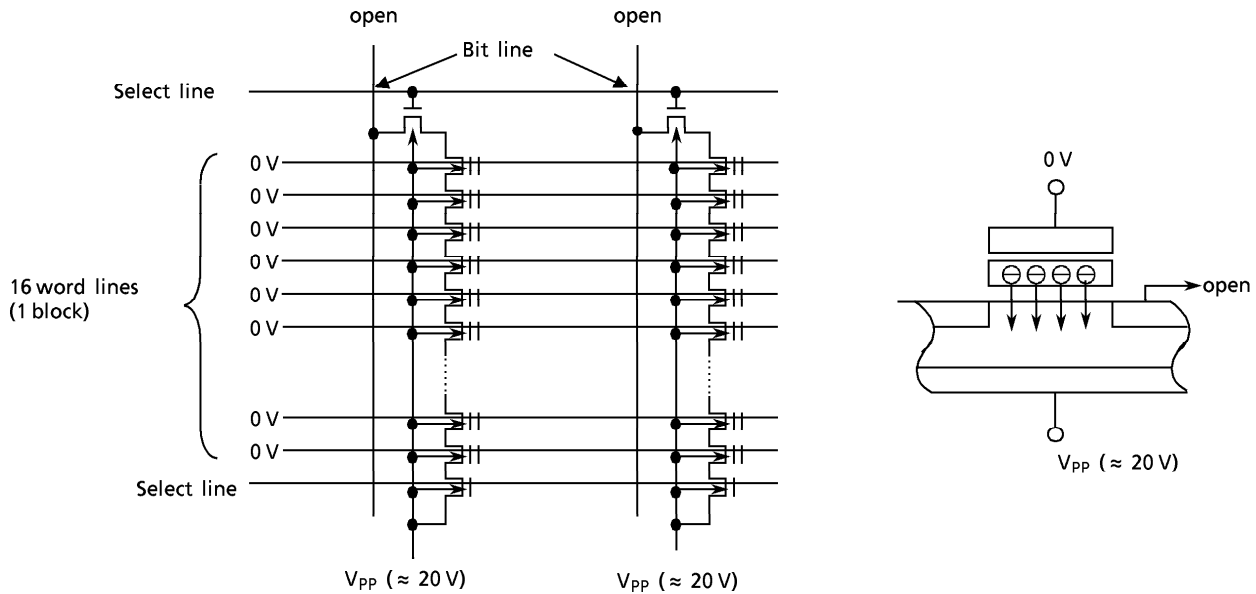 open
open
Bit line
Select line
0 V
0 V
0 V
0 V
0 V
0 V
16 word lines
(1 block)
0 V
0 V
Select line
VPP (≈ 20 V)
VPP (≈ 20 V)
0 V
open
VPP (≈ 20 V)